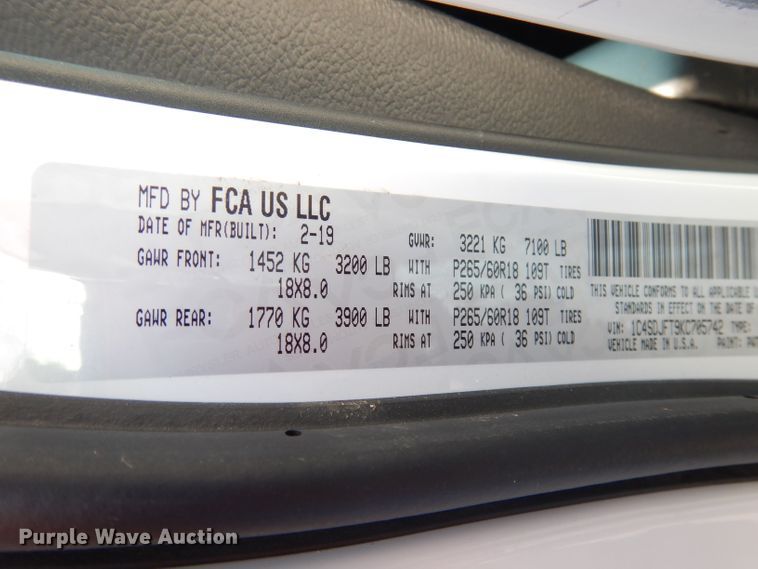 MFD BY FCA US LLC
DATE OF MFR(BUILT): 2-19 GVWR: 3221 KG 7100 LB
GAWR FRONT: 1452 KG 3200 LB WITH P265/60R18 109T TIRES
18X8.0 RIMS AT 250 KPA ( 36 PSI) COLD
GAWR REAR: 1770 KG 3900 LB WITH P265/60R18 109T TIRES
18X8.0 RIMS AT 250 KPA ( 36 PSI) COLD
THIS VEHICLE CONFORMS TO ALL APPLICA
STANDARDS IN EFFECT ON THE DATE
VIN: 1C4SDJFT9KC705742 TYPE:
VEHICLE MADE IN U.S.A. PAINT:
Purple Wave Auction